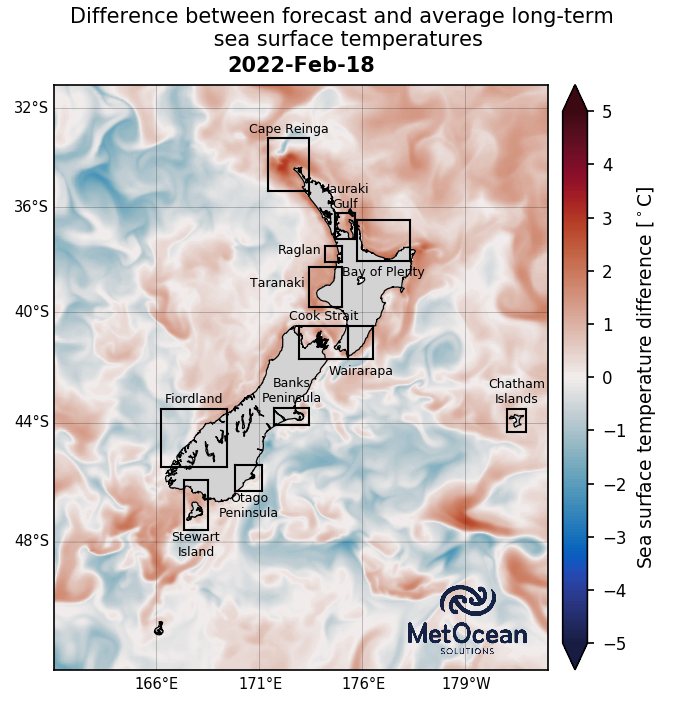 Difference between forecast and average long-term
sea surface temperatures
2022-Feb-18
32°S
36°S
40°S
44°S
48°S
Cape Reinga
Hauraki
Gulf
Raglan
Bay of Plenty
Taranaki
Cook Strait
Wairarapa
Banks
Peninsula
Fiordland
Chatham
Islands
Otago
Peninsula
Stewart
Island
MetOcean
SOLUTIONS
166°E
171°E
176°E
179°W
5
4
3
2
1
0
−1
−2
−3
−4
−5
Sea surface temperature difference [°C]